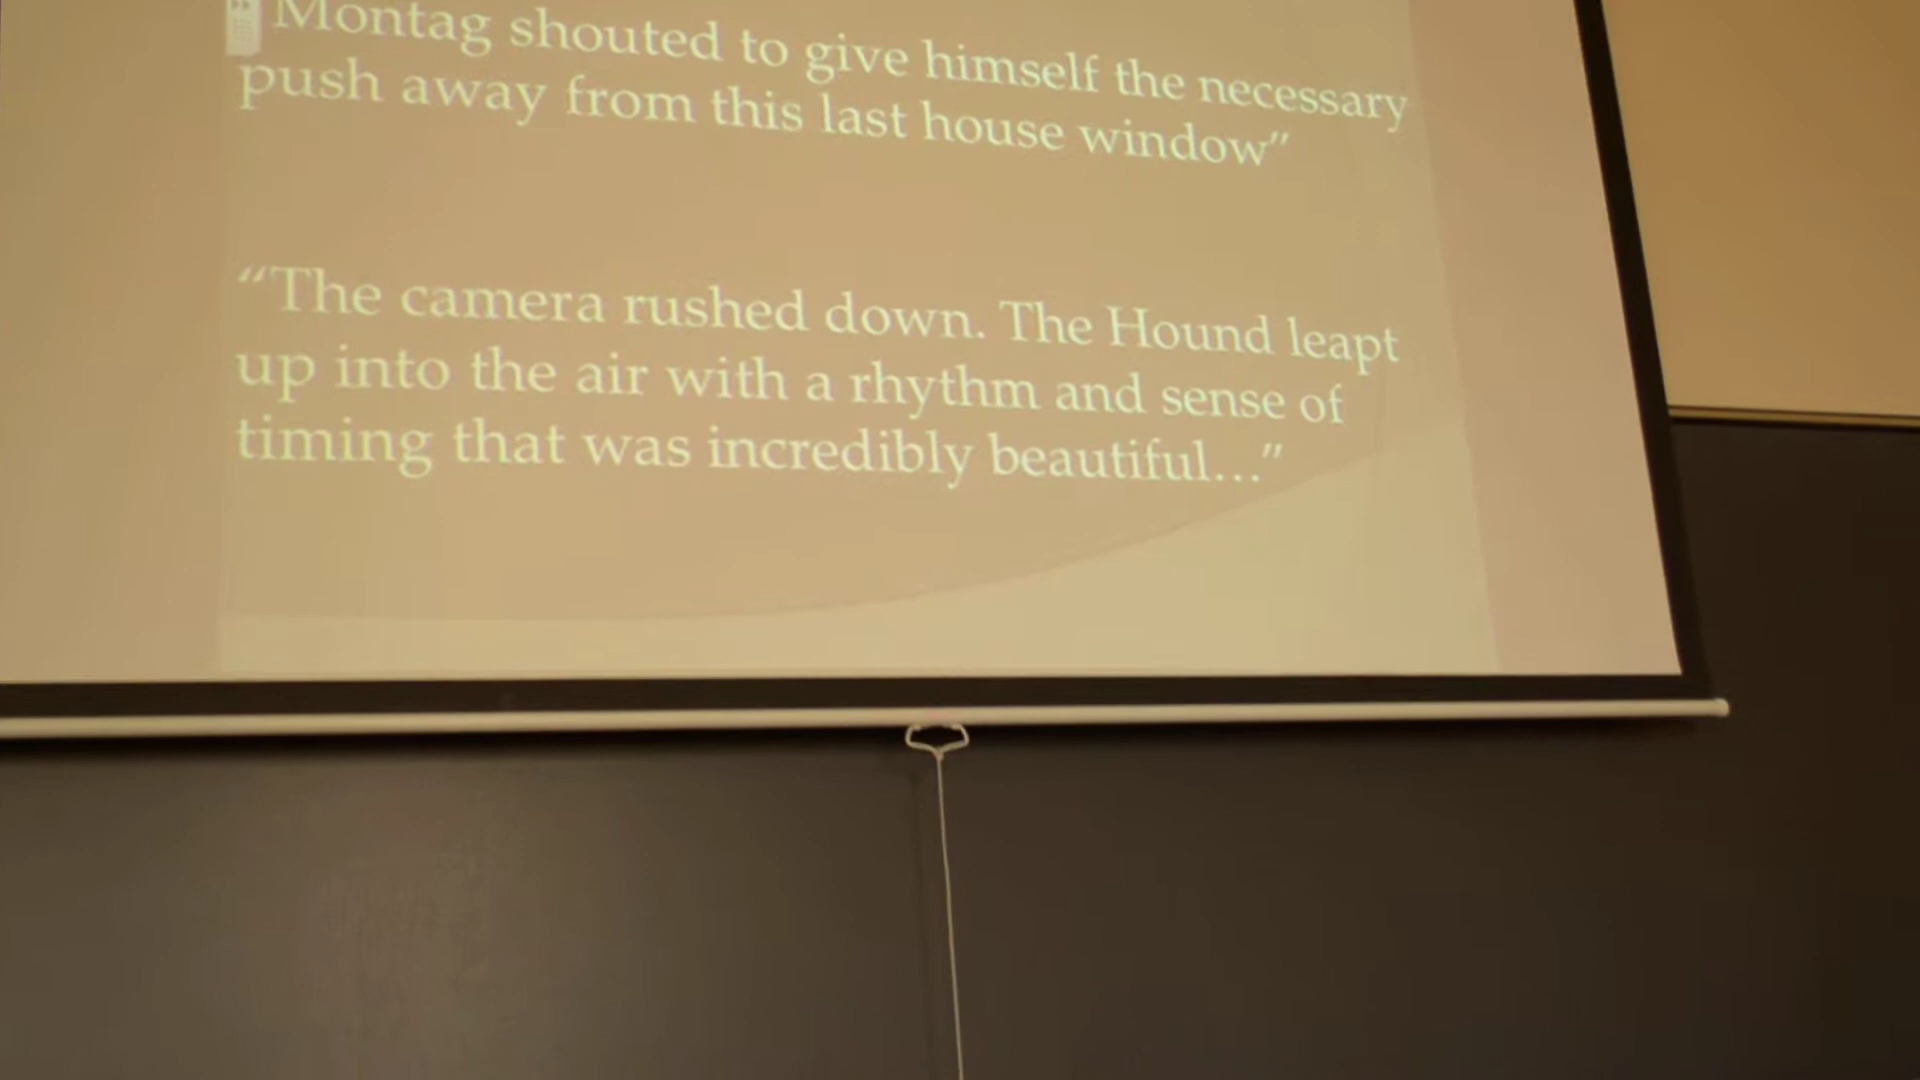 Montag shouted to give himself the necessary
push away from this last house window”
“The camera rushed down. The Hound leapt
up into the air with a rhythm and sense of
timing that was incredibly beautiful…”